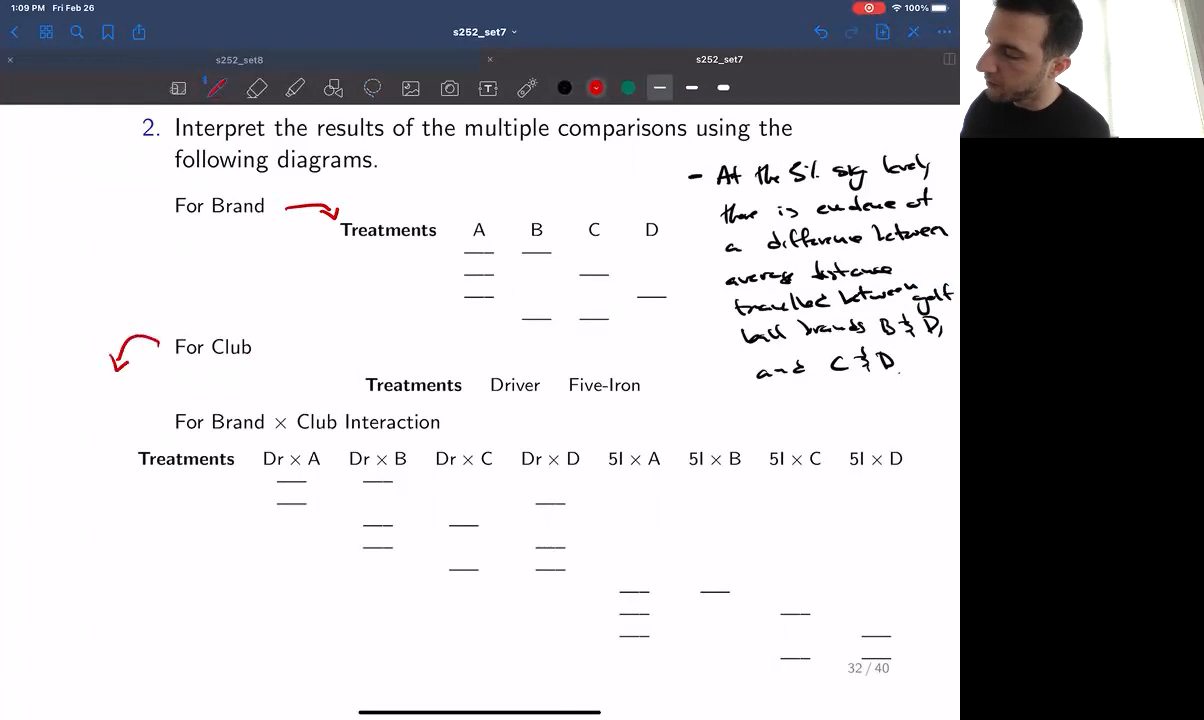 1:09 PM Fri Feb 26
100%
s252_set7
s252_set8
s252_set7
2. Interpret the results of the multiple comparisons using the
following diagrams.
For Brand
Treatments A B C D
For Club
Treatments Driver Five-Iron
For Brand × Club Interaction
Treatments Dr × A Dr × B Dr × C Dr × D 5I × A 5I × B 5I × C 5I × D
- At the 5% sig level,
there is evidence of
a difference between
average distance
travelled between golf
ball brands B & D,
and C & D.
32 / 40